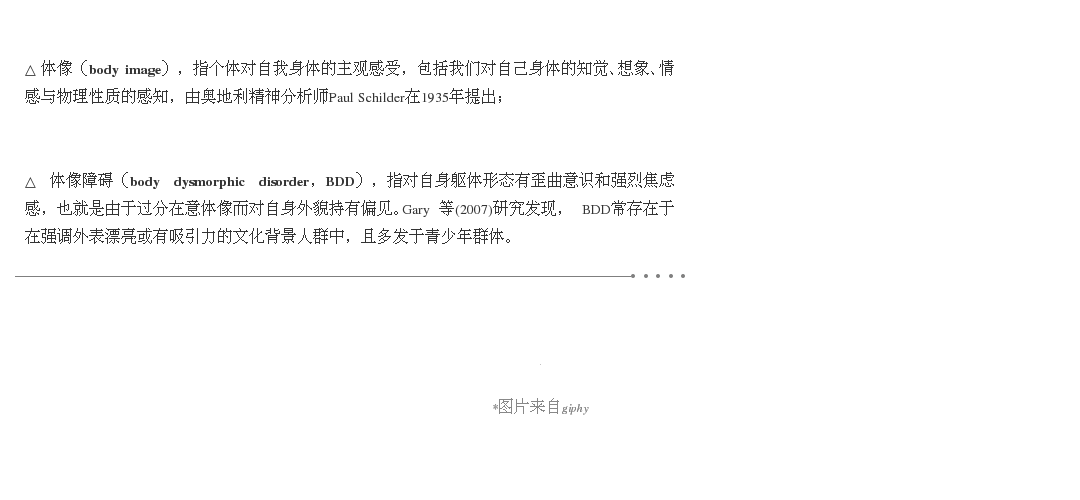 △ 体像（body image），指个体对自我身体的主观感受，包括我们对自己身体的知觉、想象、情
感与物理性质的感知，由奥地利精神分析师Paul Schilder在1935年提出；
△ 体像障碍（body dysmorphic disorder，BDD），指对自身躯体形态有歪曲意识和强烈焦虑
感，也就是由于过分在意体像而对自身外貌持有偏见。Gary 等(2007)研究发现， BDD常存在于
在强调外表漂亮或有吸引力的文化背景人群中，且多发于青少年群体。
*图片来自giphy